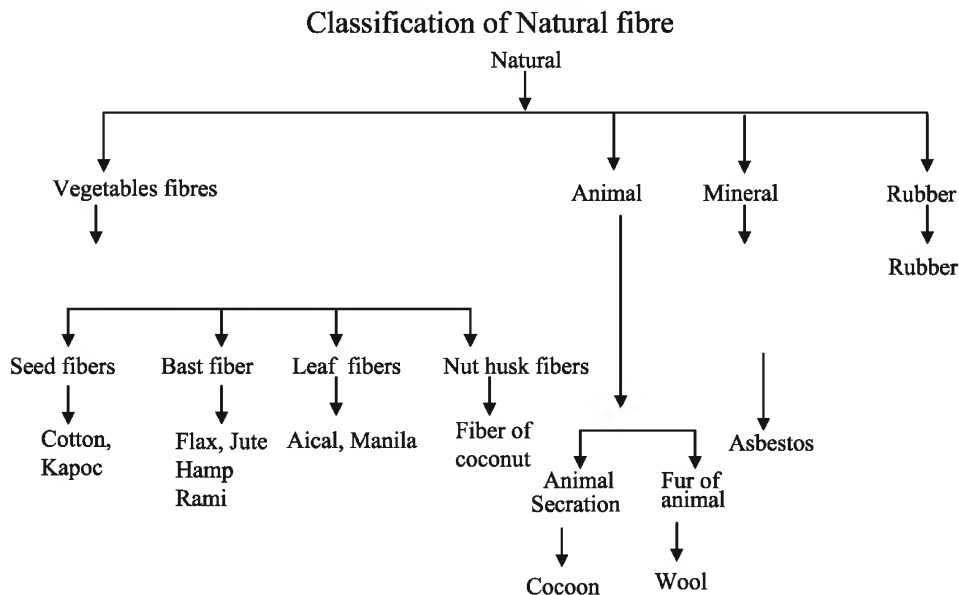 Classification of Natural fibre
Natural
Vegetables fibres
Animal
Mineral
Rubber
Rubber
Seed fibers
Bast fiber
Leaf fibers
Nut husk fibers
Cotton,
Kapoc
Flax, Jute
Hamp
Rami
Aical, Manila
Fiber of
coconut
Asbestos
Animal
Secration
Fur of
animal
Cocoon
Wool